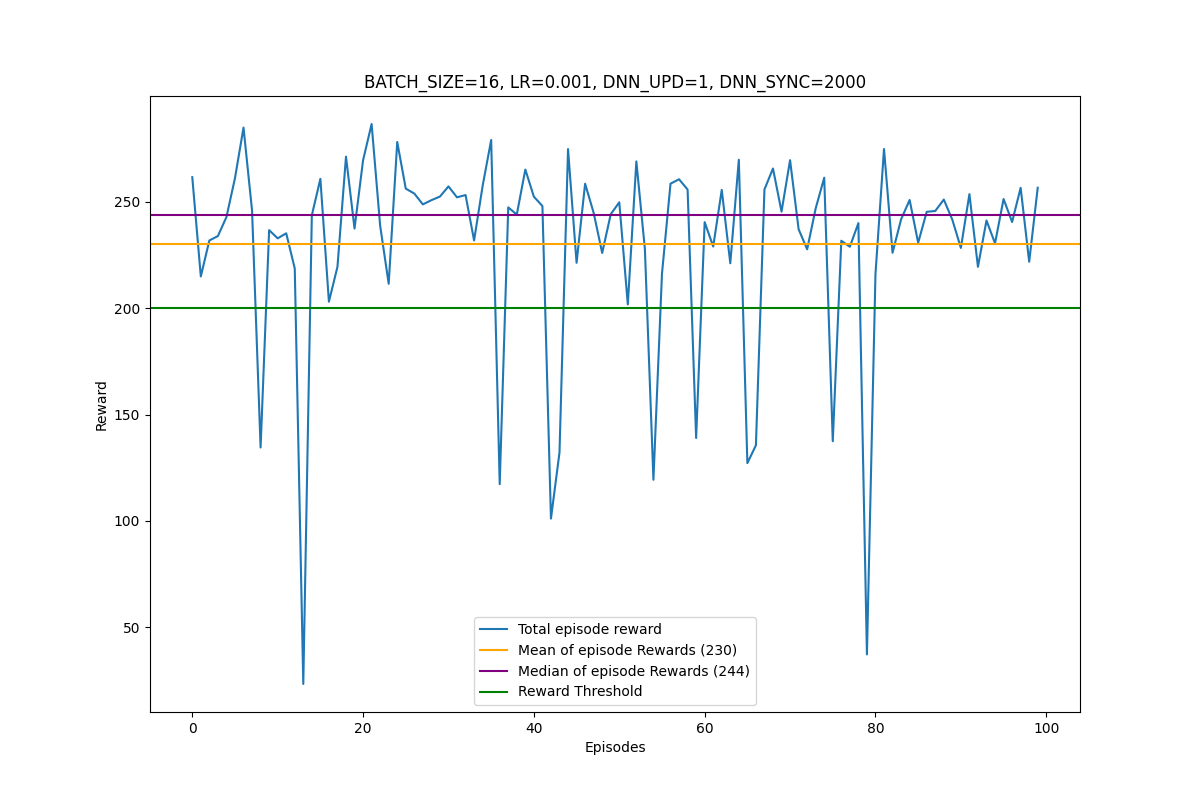 BATCH_SIZE=16, LR=0.001, DNN_UPD=1, DNN_SYNC=2000
250
200
150
100
50
Reward
Total episode reward
Mean of episode Rewards (230)
Median of episode Rewards (244)
Reward Threshold
0 20 40 60 80 100
Episodes